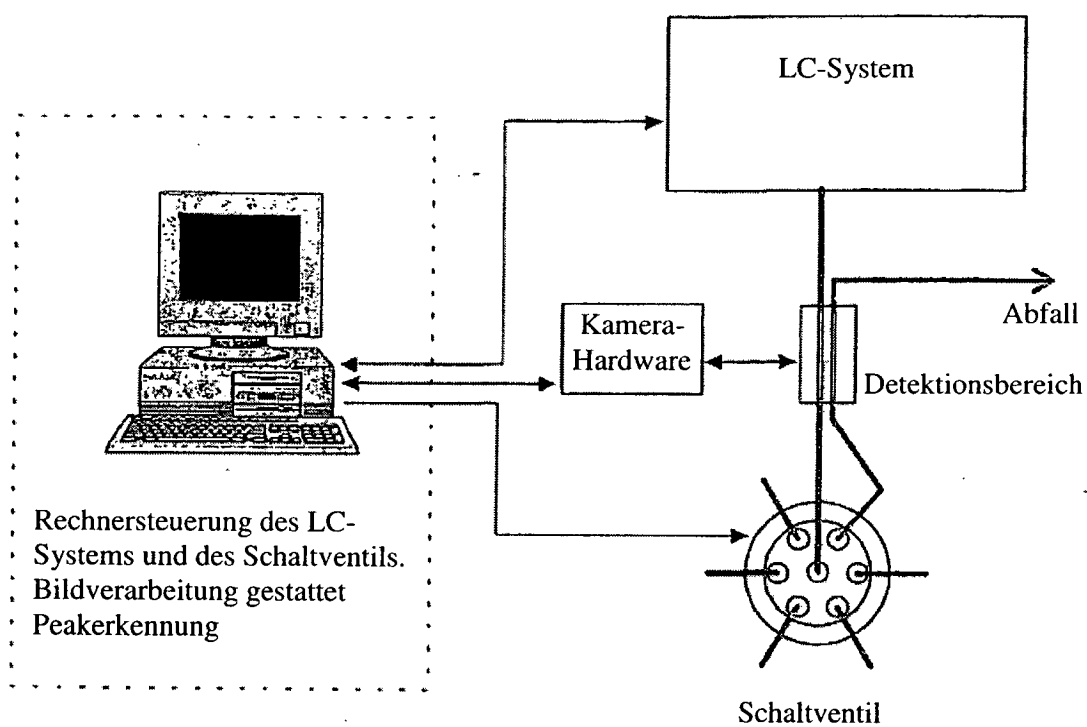 LC-System
Abfall
Kamera-
Hardware
Detektionsbereich
Rechnersteuerung des LC-
Systems und des Schaltventils.
Bildverarbeitung gestattet
Peakerkennung
Schaltventil